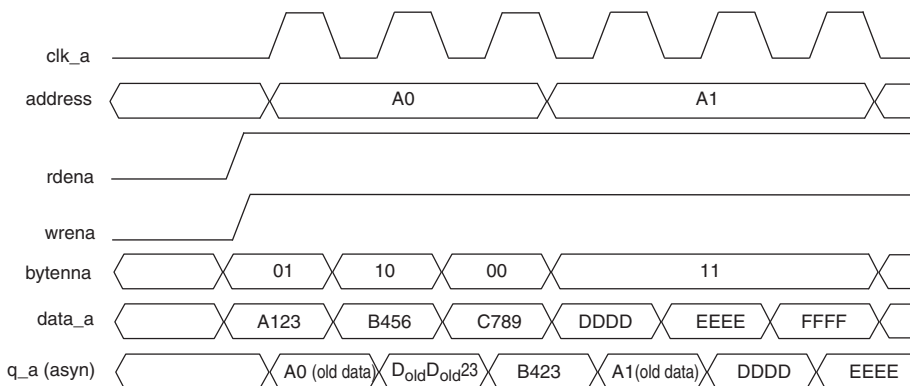 clk_a
address A0 A1
rdena
wrena
bytenna 01 10 00 11
data_a A123 B456 C789 DDDD EEEE FFFF
q_a (asyn) A0 (old data) DoldDold23 B423 A1(old data) DDDD EEEE